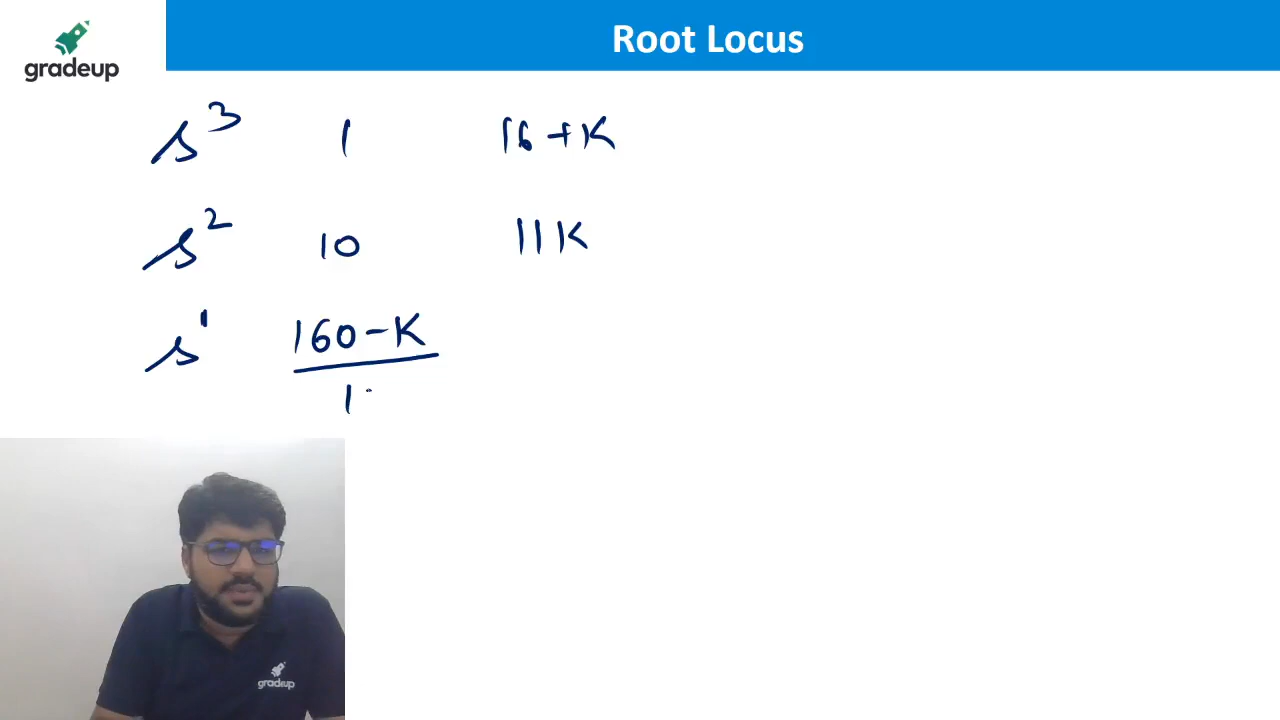 gradeup
Root Locus
s³ 1 16+K
s² 10 11K
s¹ 160-K
1
gradeup